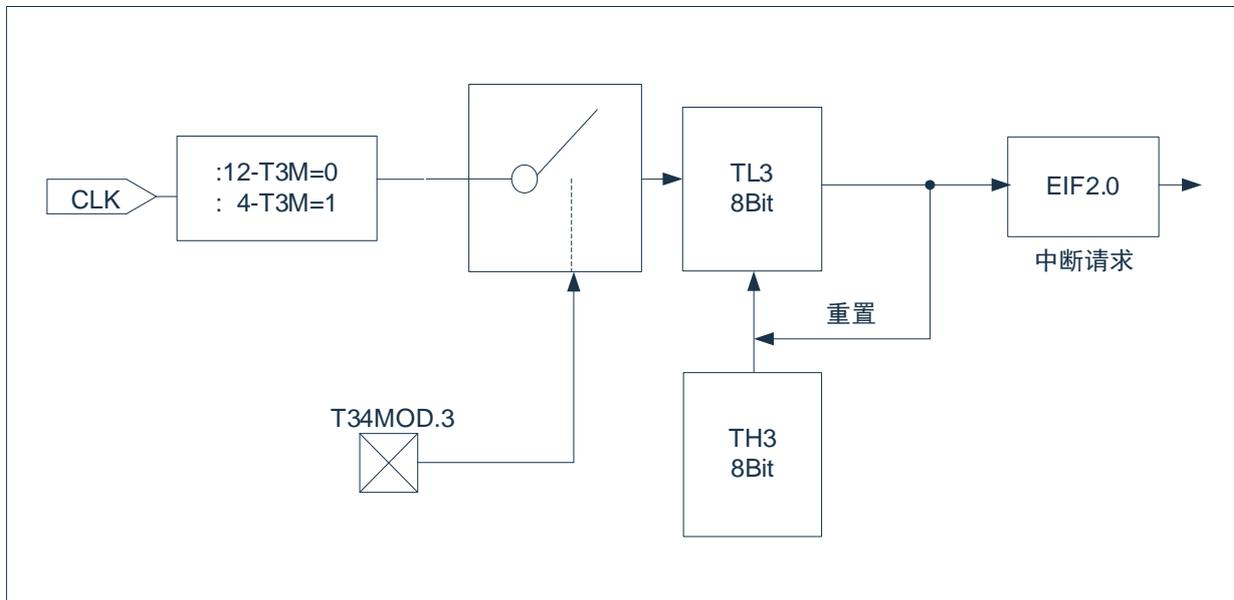 CLK
:12-T3M=0
: 4-T3M=1
TL3
8Bit
EIF2.0
中断请求
重置
T34MOD.3
TH3
8Bit